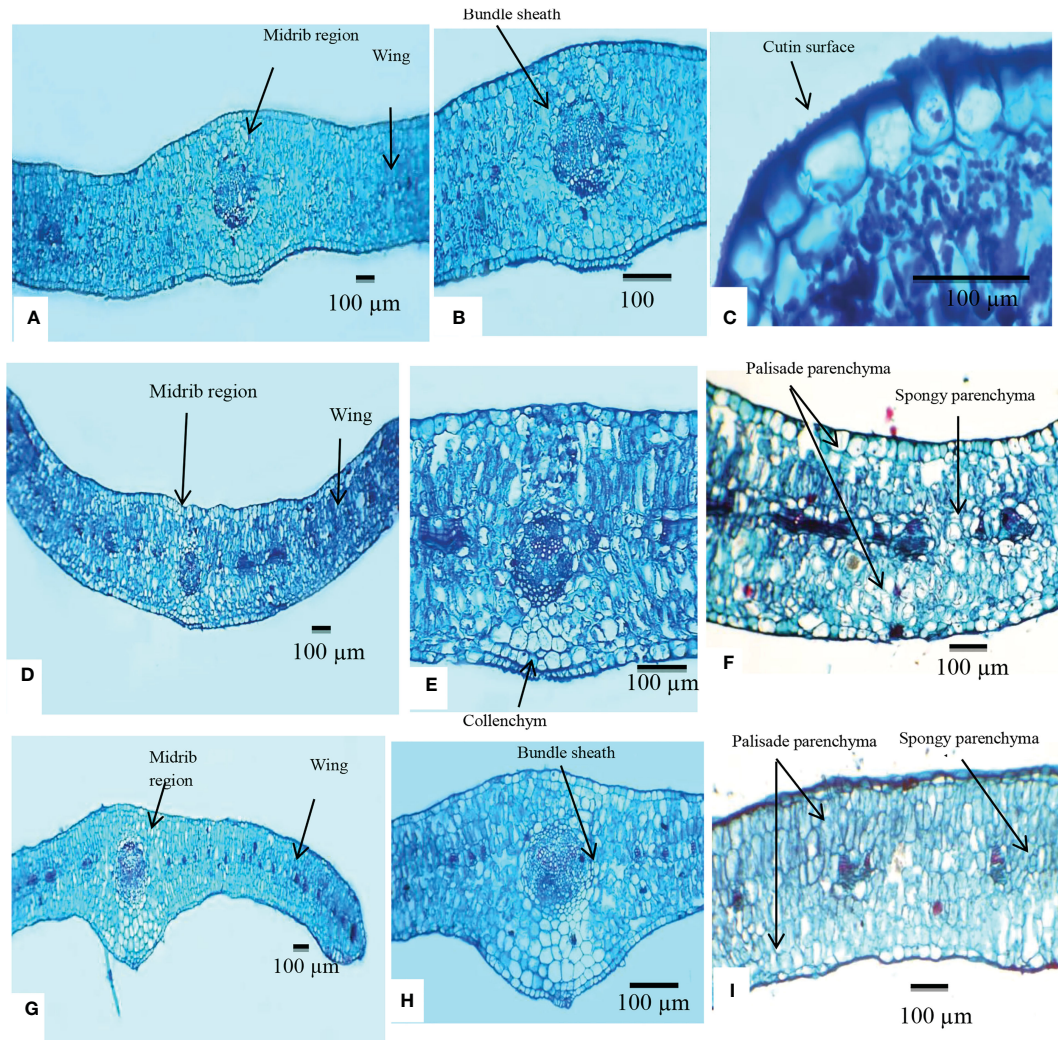 Midrib region
Wing
100 µm
A
Bundle sheath
100
B
Cutin surface
100 µm
C
Midrib region
Wing
100 µm
D
100 µm
E
Collenchym
Palisade parenchyma
Spongy parenchyma
100 µm
F
Midrib
region
Wing
100 µm
G
Bundle sheath
100 µm
H
Palisade parenchyma
Spongy parenchyma
100 µm
I